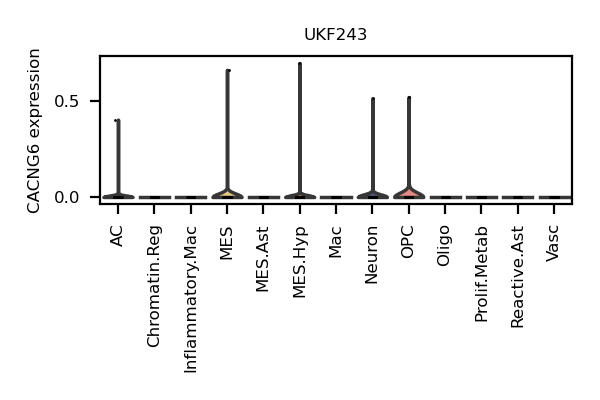 UKF243
CACNG6 expression
0.5
0.0
AC
Chromatin.Reg
Inflammatory.Mac
MES
MES.Ast
MES.Hyp
Mac
Neuron
OPC
Oligo
Prolif.Metab
Reactive.Ast
Vasc